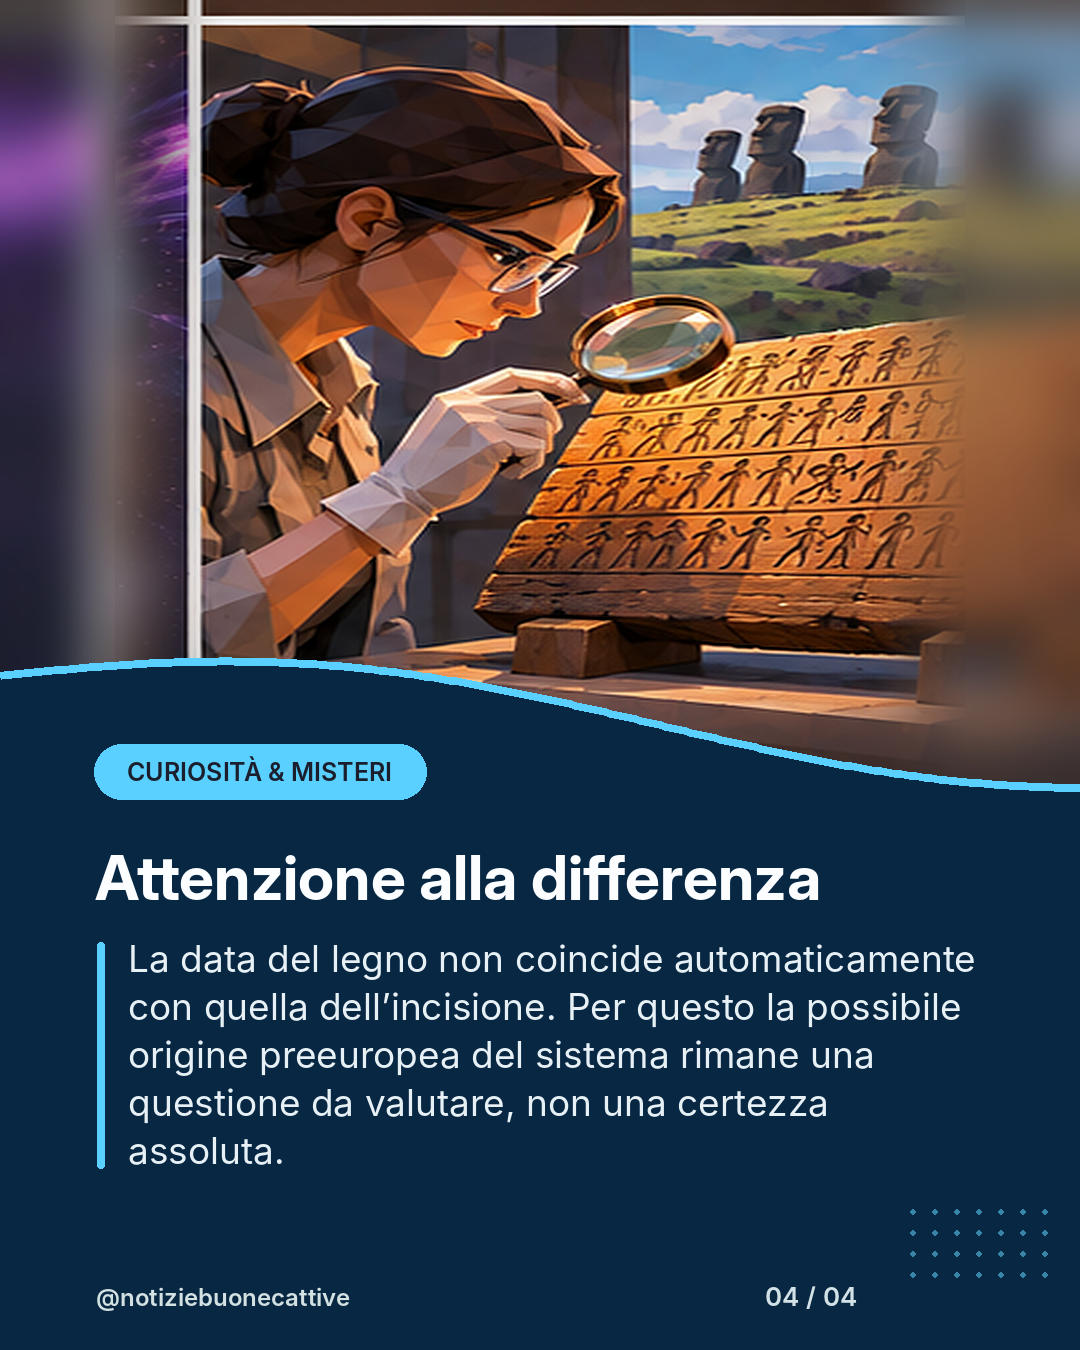 CURIOSITÀ & MISTERI
Attenzione alla differenza
La data del legno non coincide automaticamente
con quella dell’incisione. Per questo la possibile
origine preeuropea del sistema rimane una
questione da valutare, non una certezza
assoluta.
@notiziebuonecattive
04 / 04